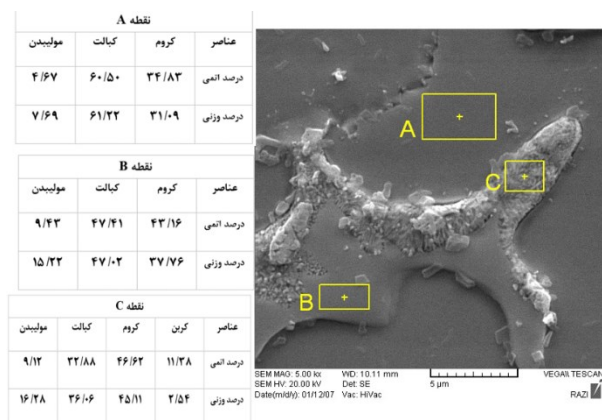 نقطه A
عناصر کروم کبالت مولیبدن
درصد اتمی ۳۴/۸۳ ۶۰/۵۰ ۴/۶۷
درصد وزنی ۳۱/۰۹ ۶۱/۲۲ ۷/۶۹
نقطه B
عناصر کروم کبالت مولیبدن
درصد اتمی ۴۳/۱۶ ۴۷/۴۱ ۹/۴۳
درصد وزنی ۳۷/۷۶ ۴۷/۰۲ ۱۵/۲۲
نقطه C
عناصر کربن کروم کبالت مولیبدن
درصد اتمی ۱۱/۳۸ ۴۶/۶۲ ۳۲/۸۸ ۹/۱۲
درصد وزنی ۲/۵۴ ۴۵/۱۱ ۳۶/۰۶ ۱۶/۲۸
A
C
B
SEM MAG: 5.00 kx WD: 10.11 mm
SEM HV: 20.00 kV Det: SE 5 µm VEGA\\ TESCAN
Date(m/d/y): 01/12/07 Vac: HiVac RAZI